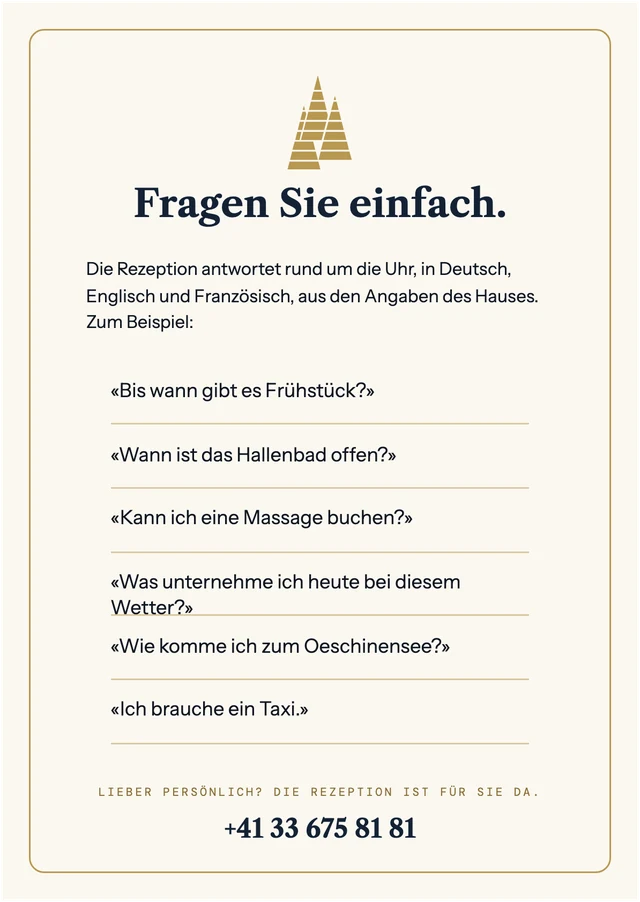 Fragen Sie einfach.
Die Rezeption antwortet rund um die Uhr, in Deutsch,
Englisch und Französisch, aus den Angaben des Hauses.
Zum Beispiel:
«Bis wann gibt es Frühstück?»
«Wann ist das Hallenbad offen?»
«Kann ich eine Massage buchen?»
«Was unternehme ich heute bei diesem
Wetter?»
«Wie komme ich zum Oeschinensee?»
«Ich brauche ein Taxi.»
LIEBER PERSÖNLICH? DIE REZEPTION IST FÜR SIE DA.
+41 33 675 81 81